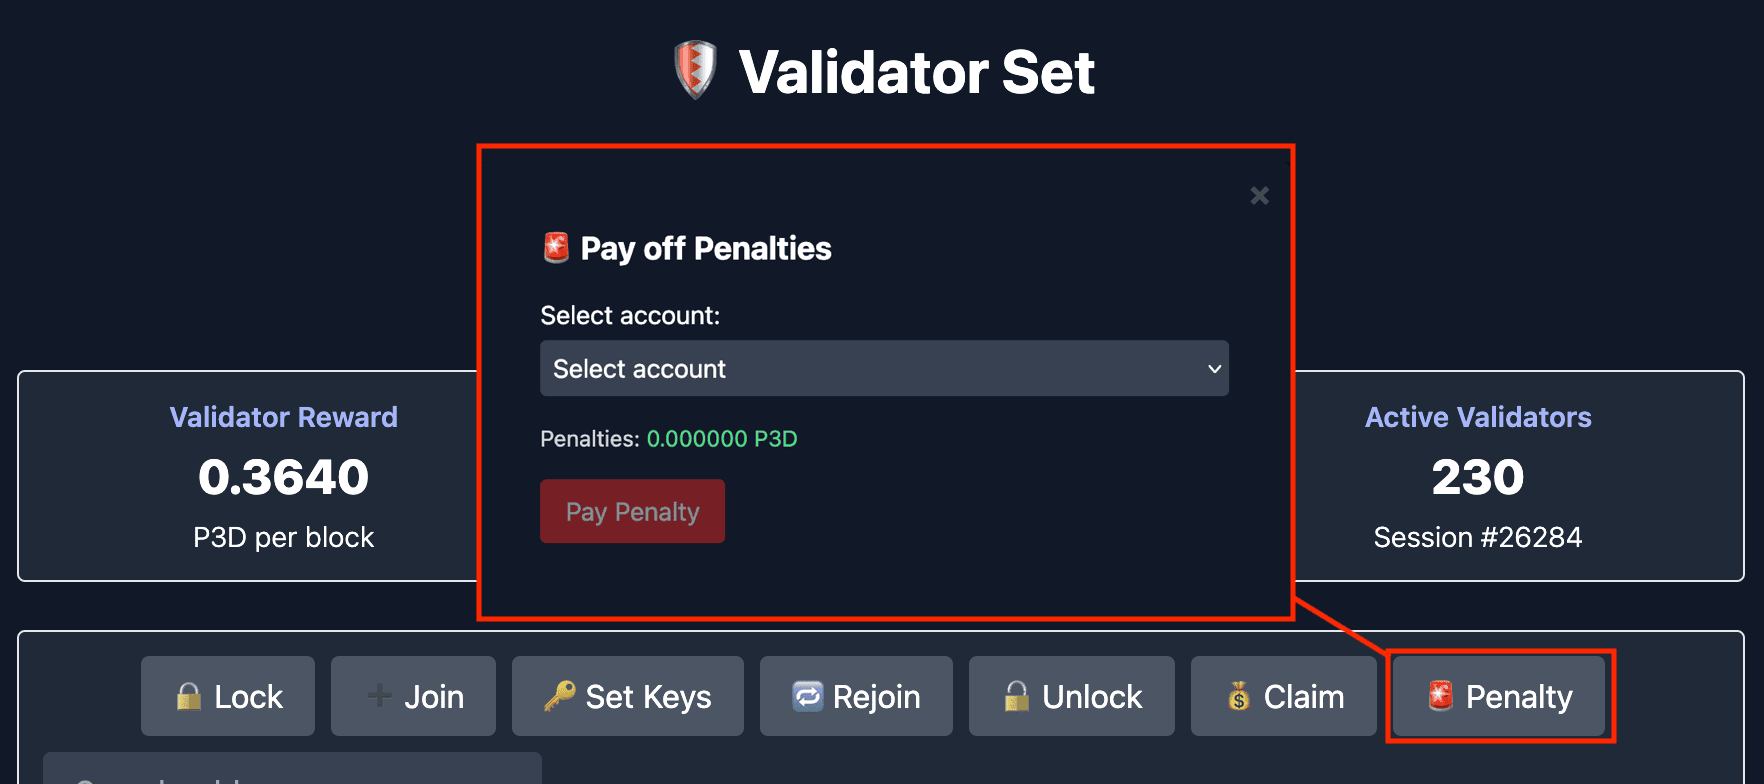 Validator Set
Pay off Penalties
Select account:
Select account
Penalties: 0.000000 P3D
Pay Penalty
Validator Reward
0.3640
P3D per block
Active Validators
230
Session #26284
Lock
Join
Set Keys
Rejoin
Unlock
Claim
Penalty